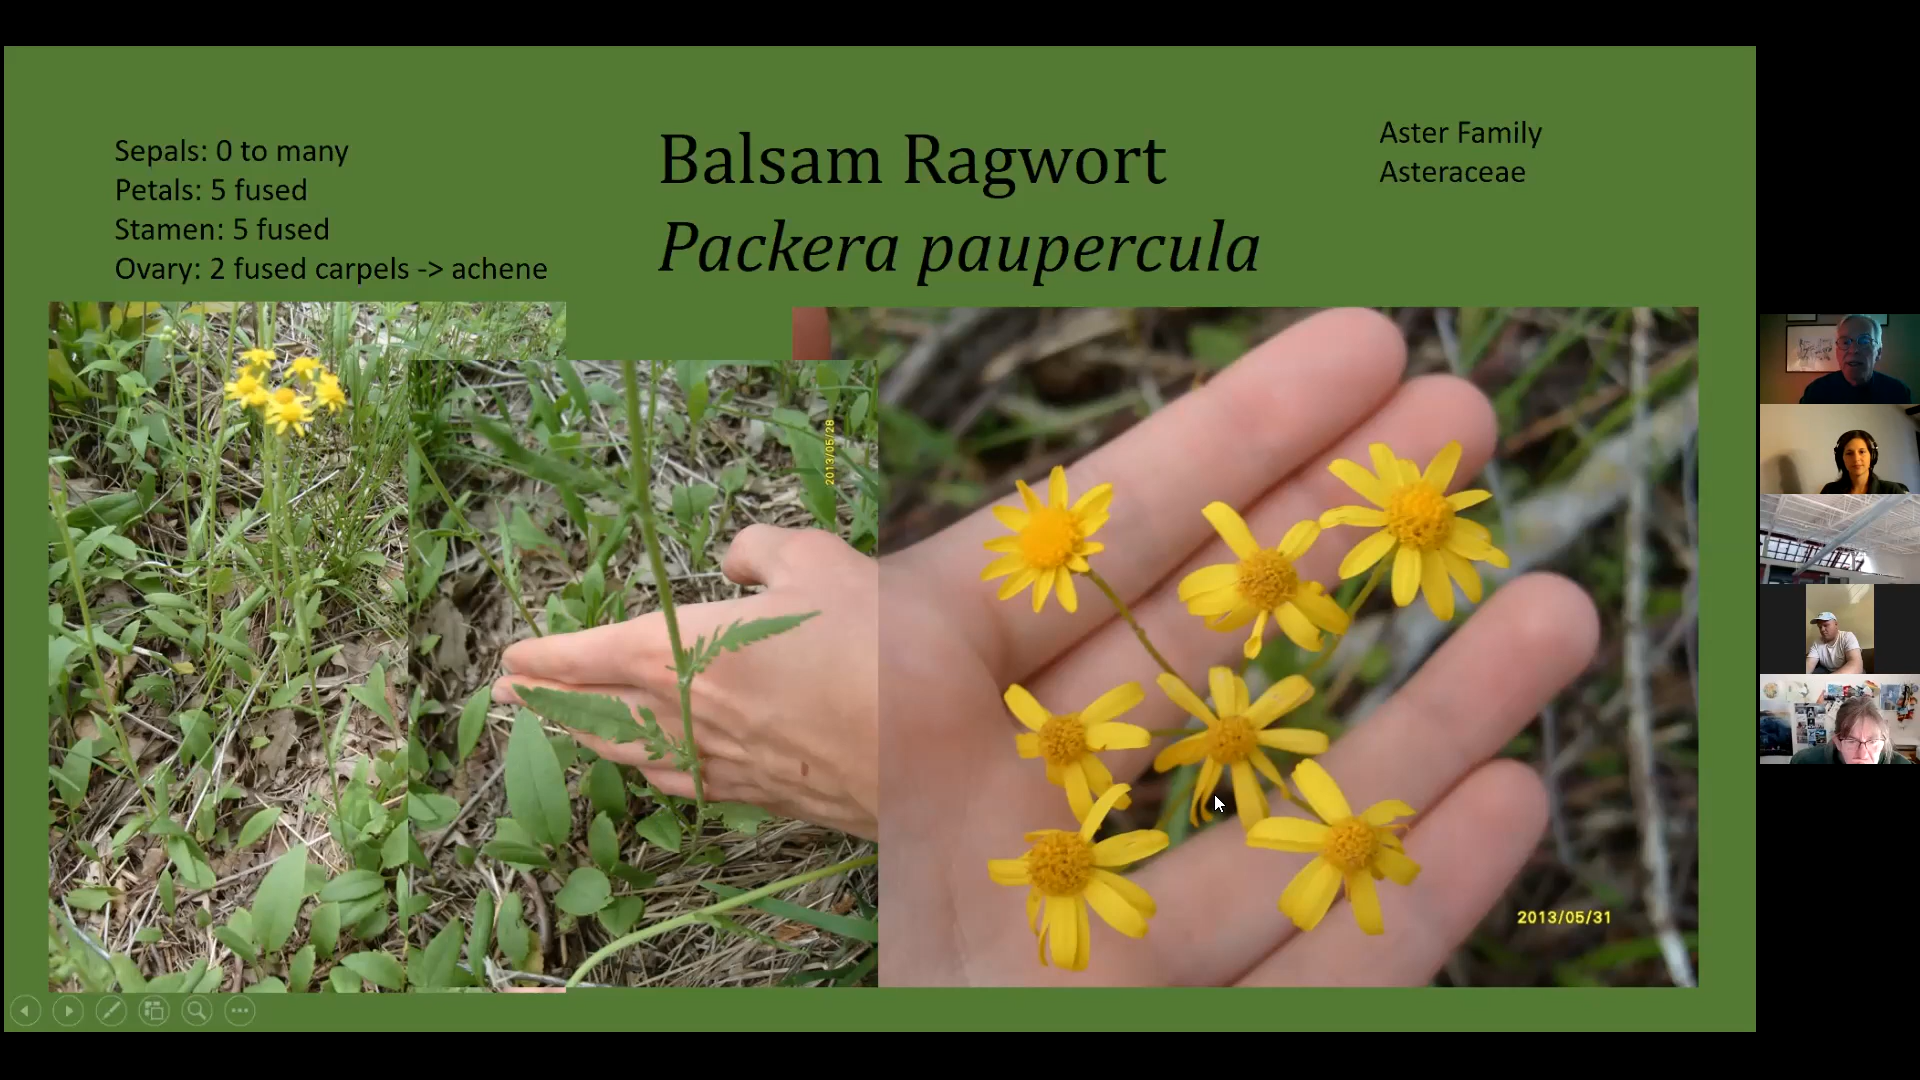 Sepals: 0 to many
Petals: 5 fused
Stamen: 5 fused
Ovary: 2 fused carpels -> achene
Balsam Ragwort
Packera paupercula
Aster Family
Asteraceae
2013/05/28
2013/05/31